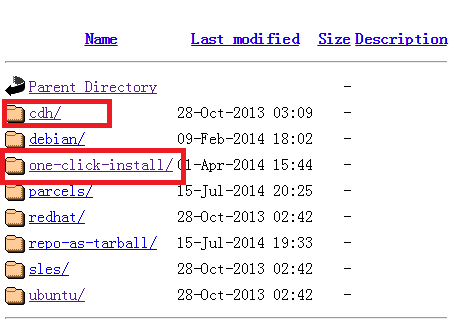 Name Last modified Size Description
Parent Directory -
cdh/ 28-Oct-2013 03:09 -
debian/ 09-Feb-2014 18:02 -
one-click-install/ 01-Apr-2014 15:44 -
parcels/ 15-Jul-2014 20:25 -
redhat/ 28-Oct-2013 02:42 -
repo-as-tarball/ 15-Jul-2014 19:33 -
sles/ 28-Oct-2013 02:42 -
ubuntu/ 28-Oct-2013 02:42 -